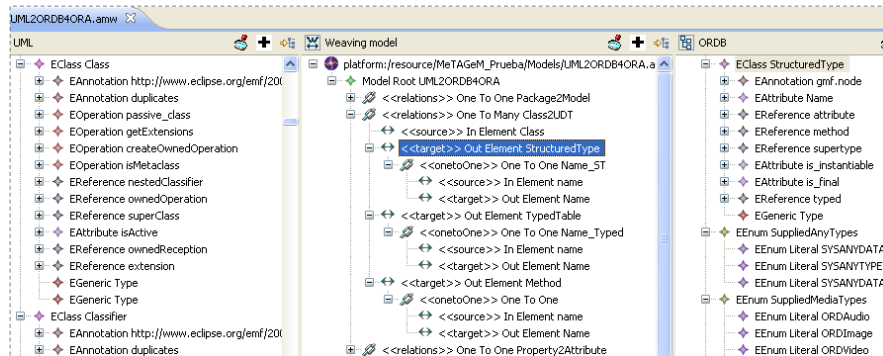 UML2ORDB4ORA.amw
UML
EClass Class
EAnnotation http://www.eclipse.org/emf/200
EAnnotation duplicates
EOperation passive_class
EOperation getExtensions
EOperation createOwnedOperation
EOperation isMetaclass
EReference nestedClassifier
EReference ownedOperation
EReference superClass
EAttribute isActive
EReference ownedReception
EReference extension
EGeneric Type
EGeneric Type
EClass Classifier
EAnnotation http://www.eclipse.org/emf/200
EAnnotation duplicates
Weaving model
platform:/resource/MeTAGeM_Prueba/Models/UML2ORDB4ORA.a
Model Root UML2ORDB4ORA
<<relations>> One To One Package2Model
<<relations>> One To Many Class2UDT
<<source>> In Element Class
<<target>> Out Element StructuredType
<<onetoOne>> One To One Name_ST
<<source>> In Element name
<<target>> Out Element Name
<<target>> Out Element TypedTable
<<onetoOne>> One To One Name_Typed
<<source>> In Element name
<<target>> Out Element Name
<<target>> Out Element Method
<<onetoOne>> One To One
<<source>> In Element name
<<target>> Out Element Name
<<relations>> One To One Property2Attribute
ORDB
EClass StructuredType
EAnnotation gmf.node
EAttribute Name
EReference attribute
EReference method
EReference supertype
EAttribute is_instantiable
EAttribute is_final
EReference typed
EGeneric Type
EEnum SuppliedAnyTypes
EEnum Literal SYSANYDATA
EEnum Literal SYSANYTYPE
EEnum Literal SYSANYDATA
EEnum SuppliedMediaTypes
EEnum Literal ORDAudio
EEnum Literal ORDImage
EEnum Literal ORDVideo